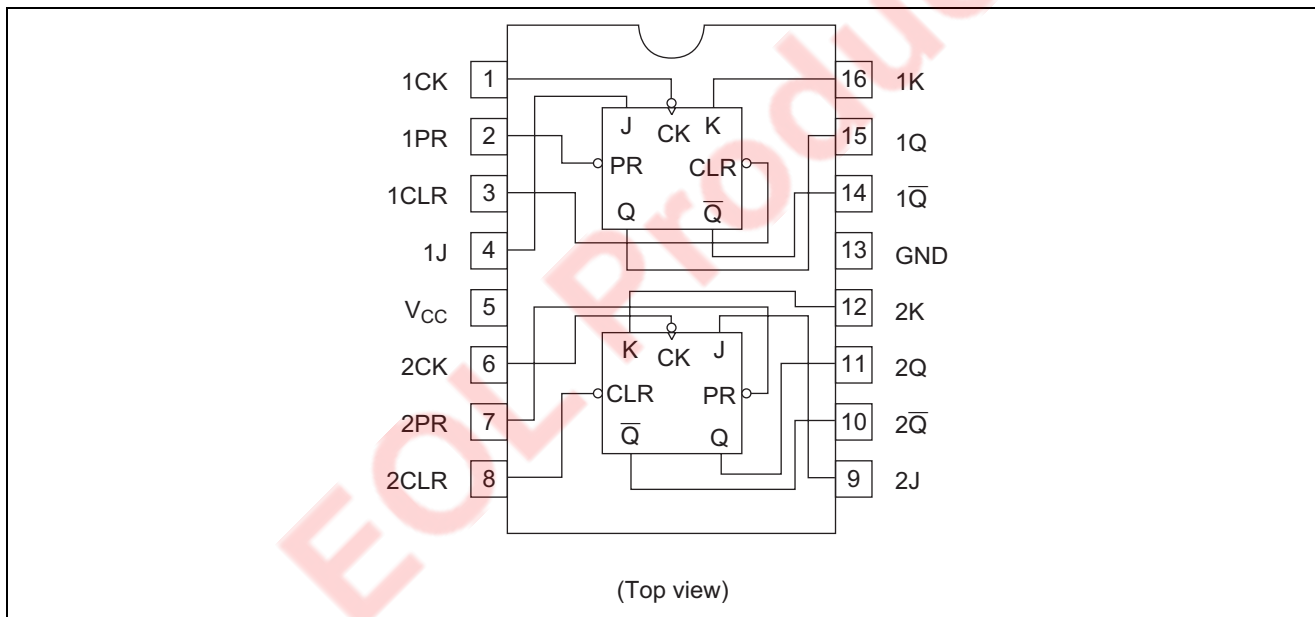 EOL Produc
1CK 1
1PR 2
1CLR 3
1J 4
VCC 5
2CK 6
2PR 7
2CLR 8
16 1K
15 1Q
14 1Q̅
13 GND
12 2K
11 2Q
10 2Q̅
9 2J
J CK K
PR CLR
Q Q̅
K CK J
CLR PR
Q̅ Q
(Top view)